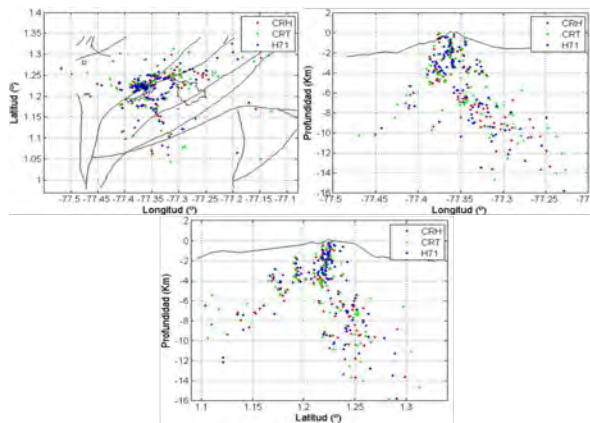 1.4
1.35
1.3
1.25
1.2
1.15
1.1
1.05
1
Latitud (º)
CRH
CRT
H71
-77.5 -77.45 -77.4 -77.35 -77.3 -77.25 -77.2 -77.15 -77.1
Longitud (º)
2
0
-2
-4
-6
-8
-10
-12
-14
-16
Profundidad (Km)
CRH
CRT
H71
-77.5 -77.45 -77.4 -77.35 -77.3 -77.25 -77.2
Longitud (º)
2
0
-2
-4
-6
-8
-10
-12
-14
-16
Profundidad (Km)
CRH
CRT
H71
1.1 1.15 1.2 1.25 1.3
Latitud (º)